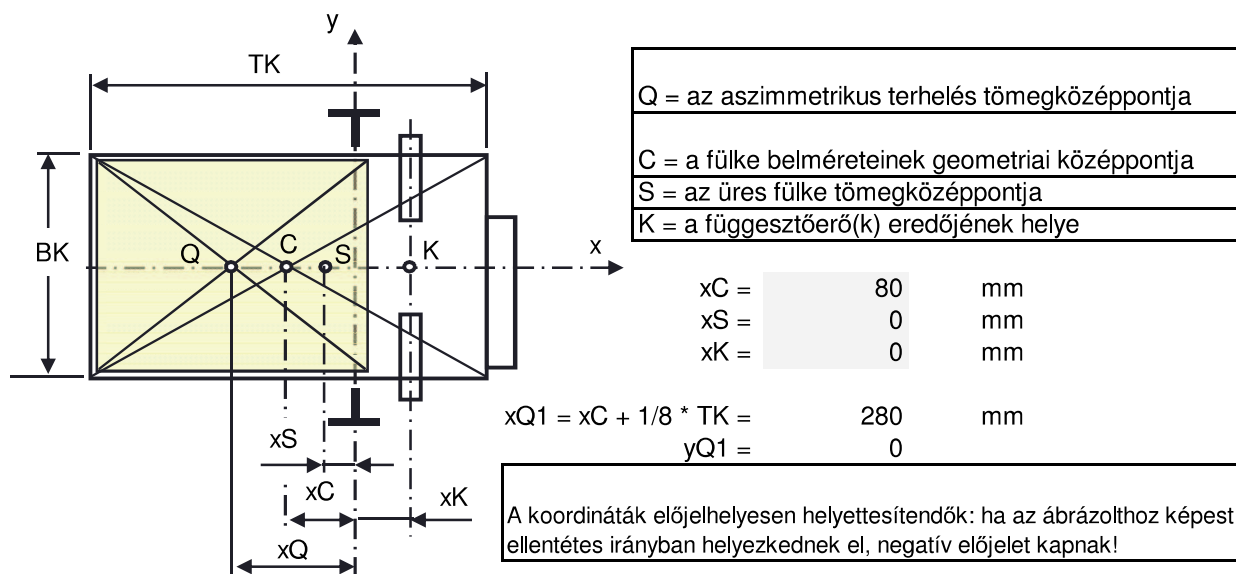 y
TK
BK
Q
C
S
K
x
xS
xC
xK
xQ
Q = az aszimmetrikus terhelés tömegközéppontja
C = a fülke belméreteinek geometriai középpontja
S = az üres fülke tömegközéppontja
K = a függesztőerő(k) eredőjének helye
xC = 80 mm
xS = 0 mm
xK = 0 mm
xQ1 = xC + 1/8 * TK = 280 mm
yQ1 = 0
A koordináták előjelhelyesen helyettesítendők: ha az ábrázolthoz képest
ellentétes irányban helyezkednek el, negatív előjelet kapnak!